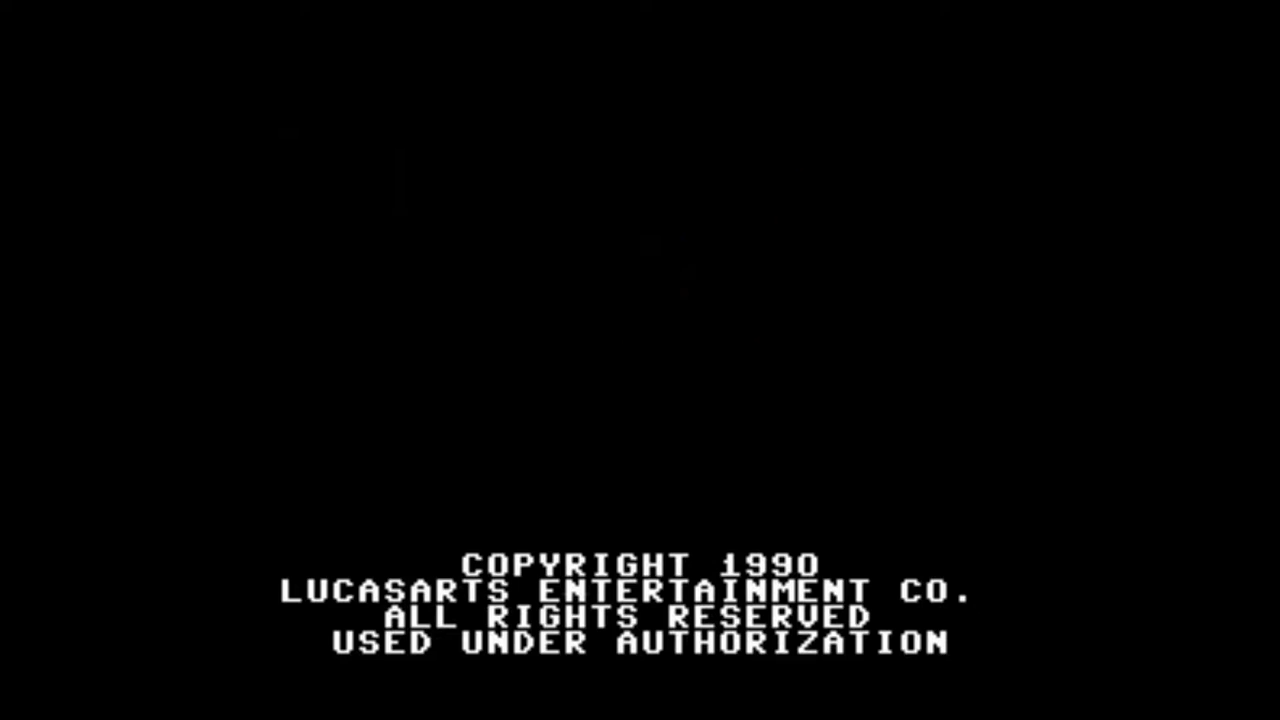 COPYRIGHT 1990
LUCASARTS ENTERTAINMENT CO.
ALL RIGHTS RESERVED
USED UNDER AUTHORIZATION